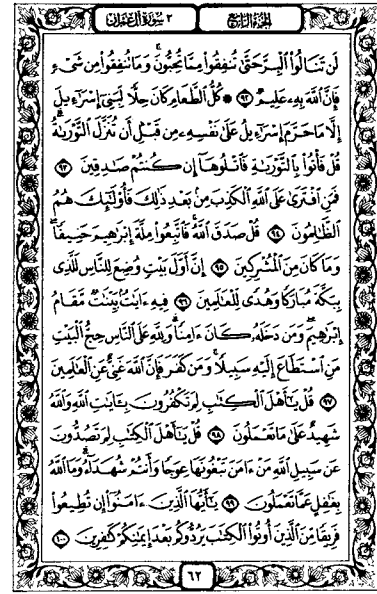 الجزء الرابع ٣ سورة آل عمران
لَن تَنَالُوا۟ ٱلْبِرَّ حَتَّىٰ تُنفِقُوا۟ مِمَّا تُحِبُّونَ ۚ وَمَا تُنفِقُوا۟ مِن شَىْءٍ
فَإِنَّ ٱللَّهَ بِهِۦ عَلِيمٌ ۝٩٢ ۞ كُلُّ ٱلطَّعَامِ كَانَ حِلًّا لِّبَنِىٓ إِسْرَٰٓءِيلَ
إِلَّا مَا حَرَّمَ إِسْرَٰٓءِيلُ عَلَىٰ نَفْسِهِۦ مِن قَبْلِ أَن تُنَزَّلَ ٱلتَّوْرَىٰةُ ۗ
قُلْ فَأْتُوا۟ بِٱلتَّوْرَىٰةِ فَٱتْلُوهَآ إِن كُنتُمْ صَٰدِقِينَ ۝٩٣
فَمَنِ ٱفْتَرَىٰ عَلَى ٱللَّهِ ٱلْكَذِبَ مِنۢ بَعْدِ ذَٰلِكَ فَأُو۟لَٰٓئِكَ هُمُ
ٱلظَّٰلِمُونَ ۝٩٤ قُلْ صَدَقَ ٱللَّهُ ۗ فَٱتَّبِعُوا۟ مِلَّةَ إِبْرَٰهِيمَ حَنِيفًا ۖ
وَمَا كَانَ مِنَ ٱلْمُشْرِكِينَ ۝٩٥ إِنَّ أَوَّلَ بَيْتٍ وُضِعَ لِلنَّاسِ لَلَّذِى
بِبَكَّةَ مُبَارَكًا وَهُدًى لِّلْعَٰلَمِينَ ۝٩٦ فِيهِ ءَايَٰتٌۢ بَيِّنَٰتٌ مَّقَامُ
إِبْرَٰهِيمَ ۖ وَمَن دَخَلَهُۥ كَانَ ءَامِنًا ۗ وَلِلَّهِ عَلَى ٱلنَّاسِ حِجُّ ٱلْبَيْتِ
مَنِ ٱسْتَطَاعَ إِلَيْهِ سَبِيلًا ۚ وَمَن كَفَرَ فَإِنَّ ٱللَّهَ غَنِىٌّ عَنِ ٱلْعَٰلَمِينَ
۝٩٧ قُلْ يَٰٓأَهْلَ ٱلْكِتَٰبِ لِمَ تَكْفُرُونَ بِـَٔايَٰتِ ٱللَّهِ وَٱللَّهُ
شَهِيدٌ عَلَىٰ مَا تَعْمَلُونَ ۝٩٨ قُلْ يَٰٓأَهْلَ ٱلْكِتَٰبِ لِمَ تَصُدُّونَ
عَن سَبِيلِ ٱللَّهِ مَنْ ءَامَنَ تَبْغُونَهَا عِوَجًا وَأَنتُمْ شُهَدَآءُ ۗ وَمَا ٱللَّهُ
بِغَٰفِلٍ عَمَّا تَعْمَلُونَ ۝٩٩ يَٰٓأَيُّهَا ٱلَّذِينَ ءَامَنُوٓا۟ إِن تُطِيعُوا۟
فَرِيقًا مِّنَ ٱلَّذِينَ أُوتُوا۟ ٱلْكِتَٰبَ يَرُدُّوكُم بَعْدَ إِيمَٰنِكُمْ كَٰفِرِينَ ۝١٠٠
٦٢